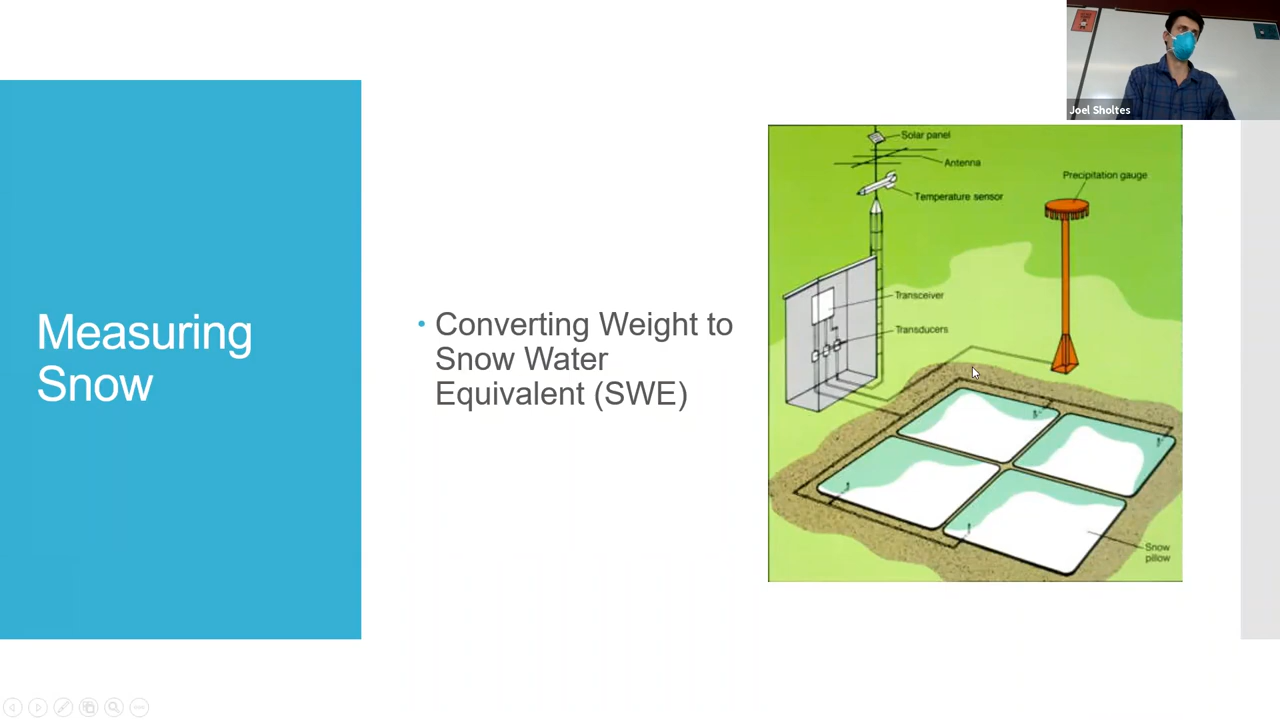 Joel Sholtes
Measuring
Snow
• Converting Weight to
Snow Water
Equivalent (SWE)
Solar panel
Antenna
Temperature sensor
Precipitation gauge
Transceiver
Transducers
Snow
pillow